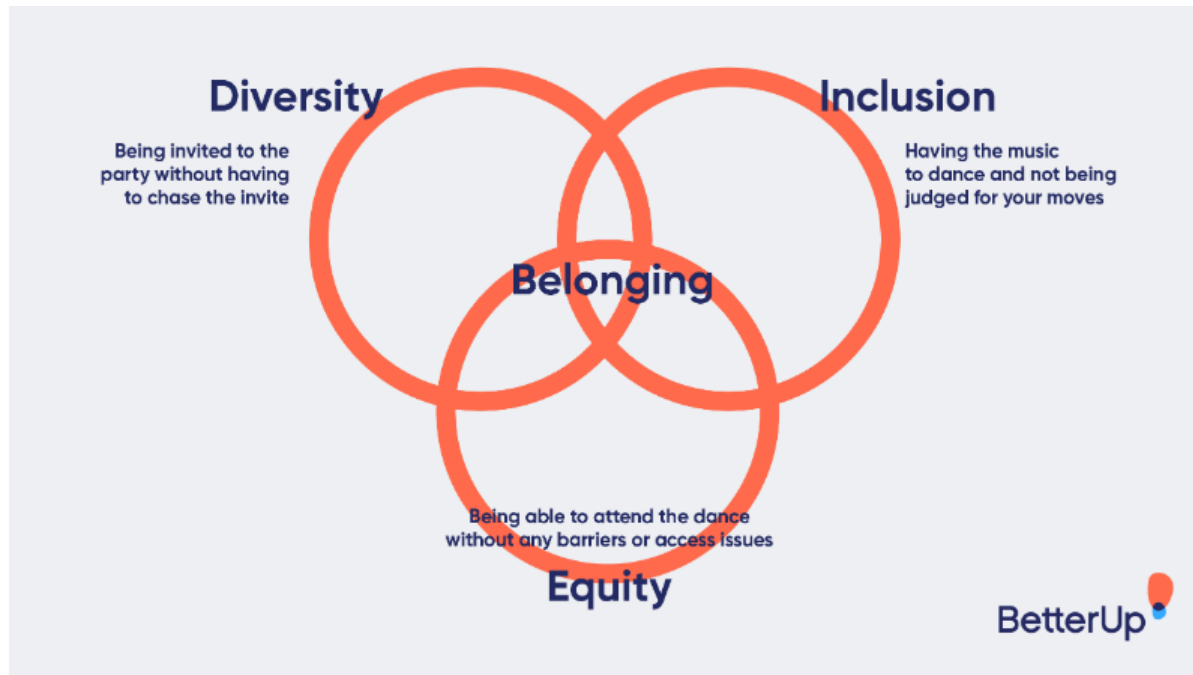 Diversity
Being invited to the
party without having
to chase the invite
Inclusion
Having the music
to dance and not being
judged for your moves
Belonging
Being able to attend the dance
without any barriers or access issues
Equity
BetterUp